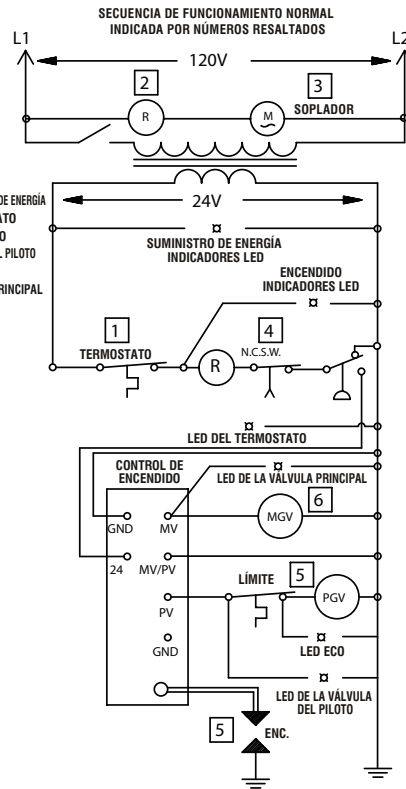 SECUENCIA DE FUNCIONAMIENTO NORMAL
INDICADA POR NÚMEROS RESALTADOS
L1
L2
120V
2
3
R
M
SOPLADOR
DE ENERGÍA
24V
SUMINISTRO DE ENERGÍA
INDICADORES LED
PILOTO
ENCENDIDO
INDICADORES LED
1
4
TERMOSTATO
R
N.C.S.W.
LED DEL TERMOSTATO
CONTROL DE
ENCENDIDO
LED DE LA VÁLVULA PRINCIPAL
6
GND
MV
MGV
24
MV/PV
LÍMITE
5
PV
PGV
GND
LED ECO
LED DE LA VÁLVULA
DEL PILOTO
5
ENC.